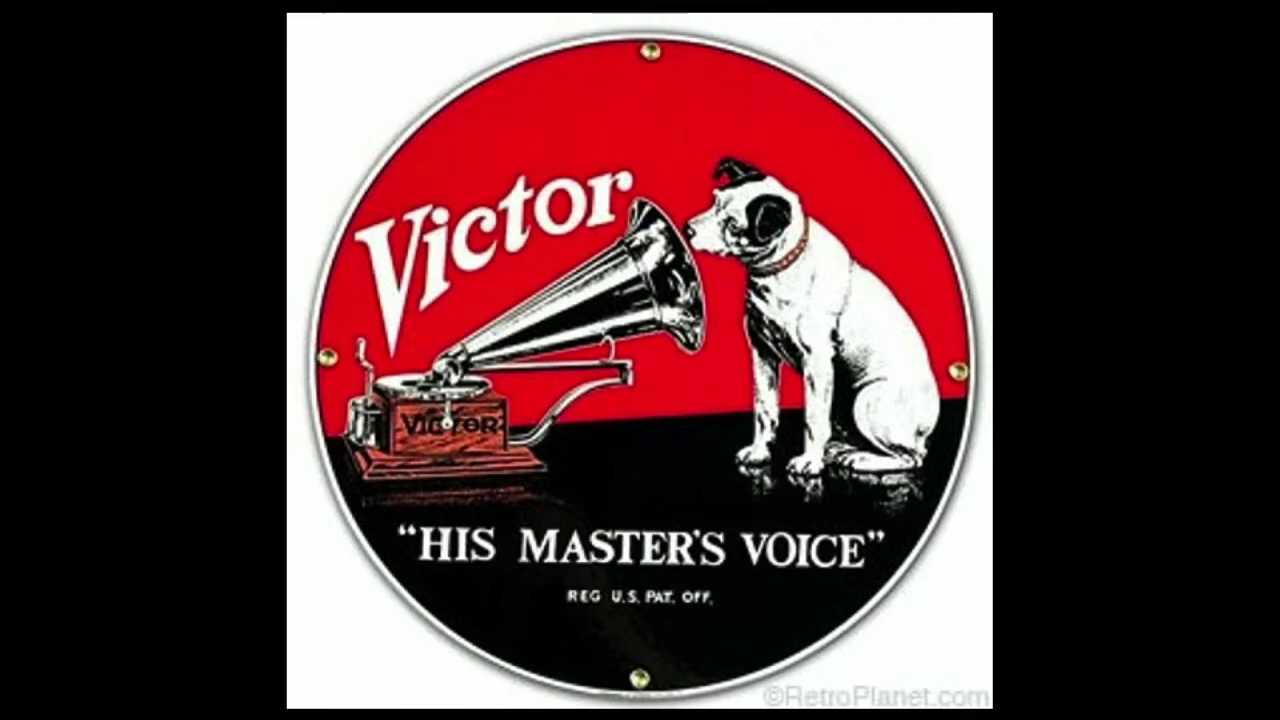 Victor
VICTOR
“HIS MASTER'S VOICE”
REG U.S. PAT. OFF.
©RetroPlanet.com